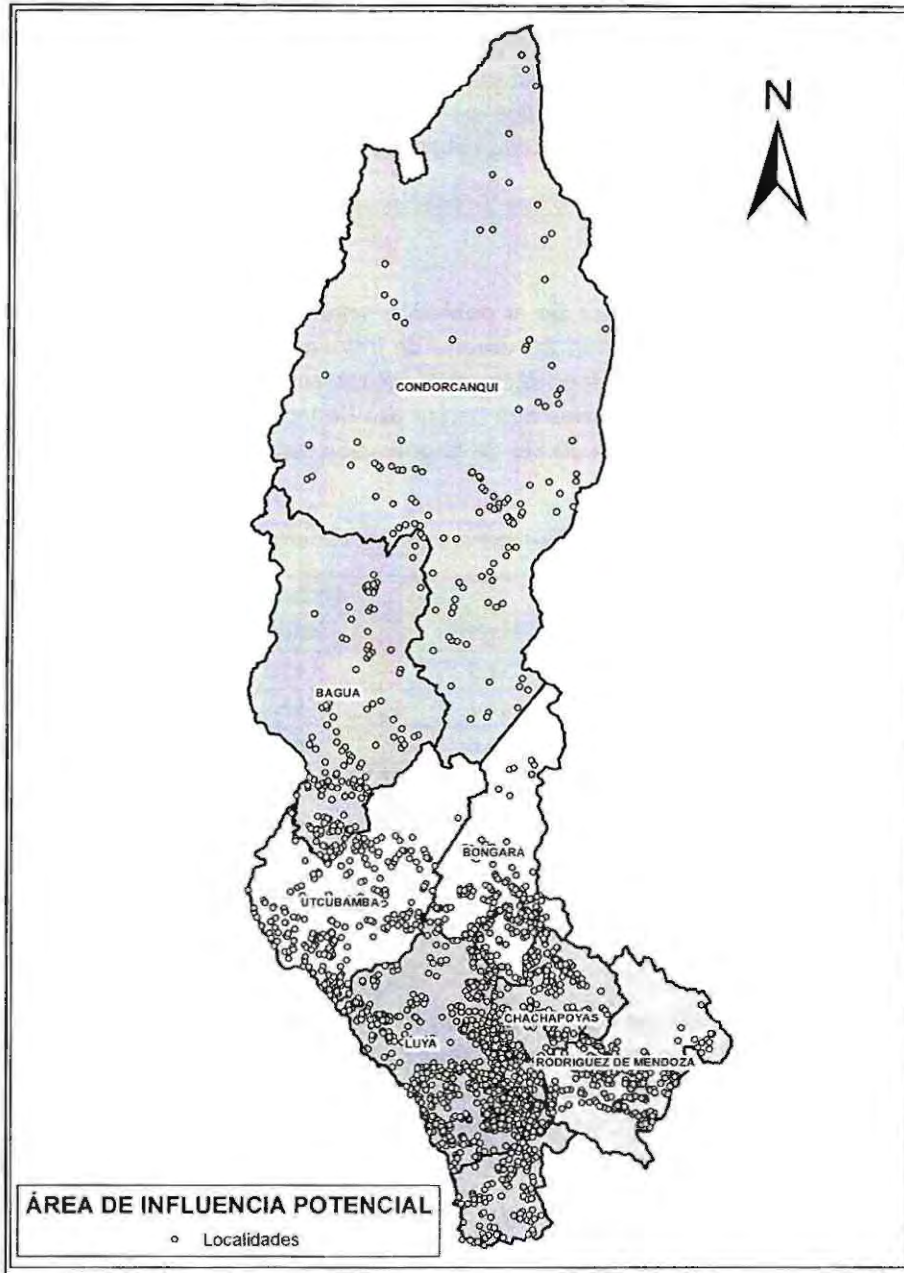 N
CONDORCANQUI
BAGUA
BONGARA
UTCUBAMBA
CHACHAPOYAS
LUYA
RODRIGUEZ DE MENDOZA
ÁREA DE INFLUENCIA POTENCIAL
Localidades